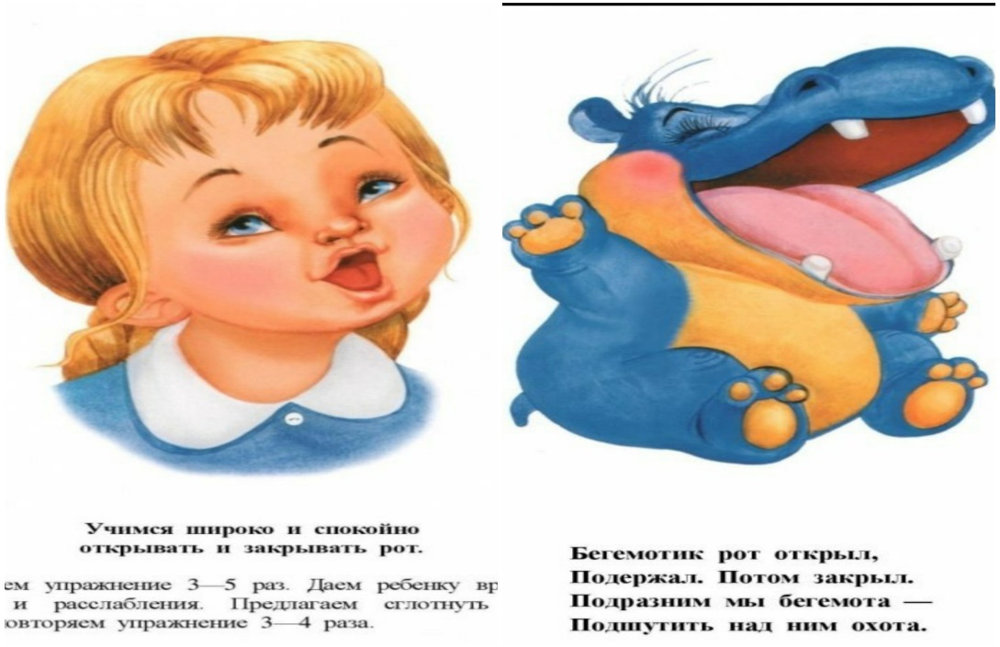 Учимся широко и спокойно
открывать и закрывать рот.
ем упражнение 3—5 раз. Даем ребенку вр
и расслабления. Предлагаем сглотнуть
овторяем упражнение 3—4 раза.
Бегемотик рот открыл,
Подержал. Потом закрыл.
Подразним мы бегемота —
Подшутить над ним охота.